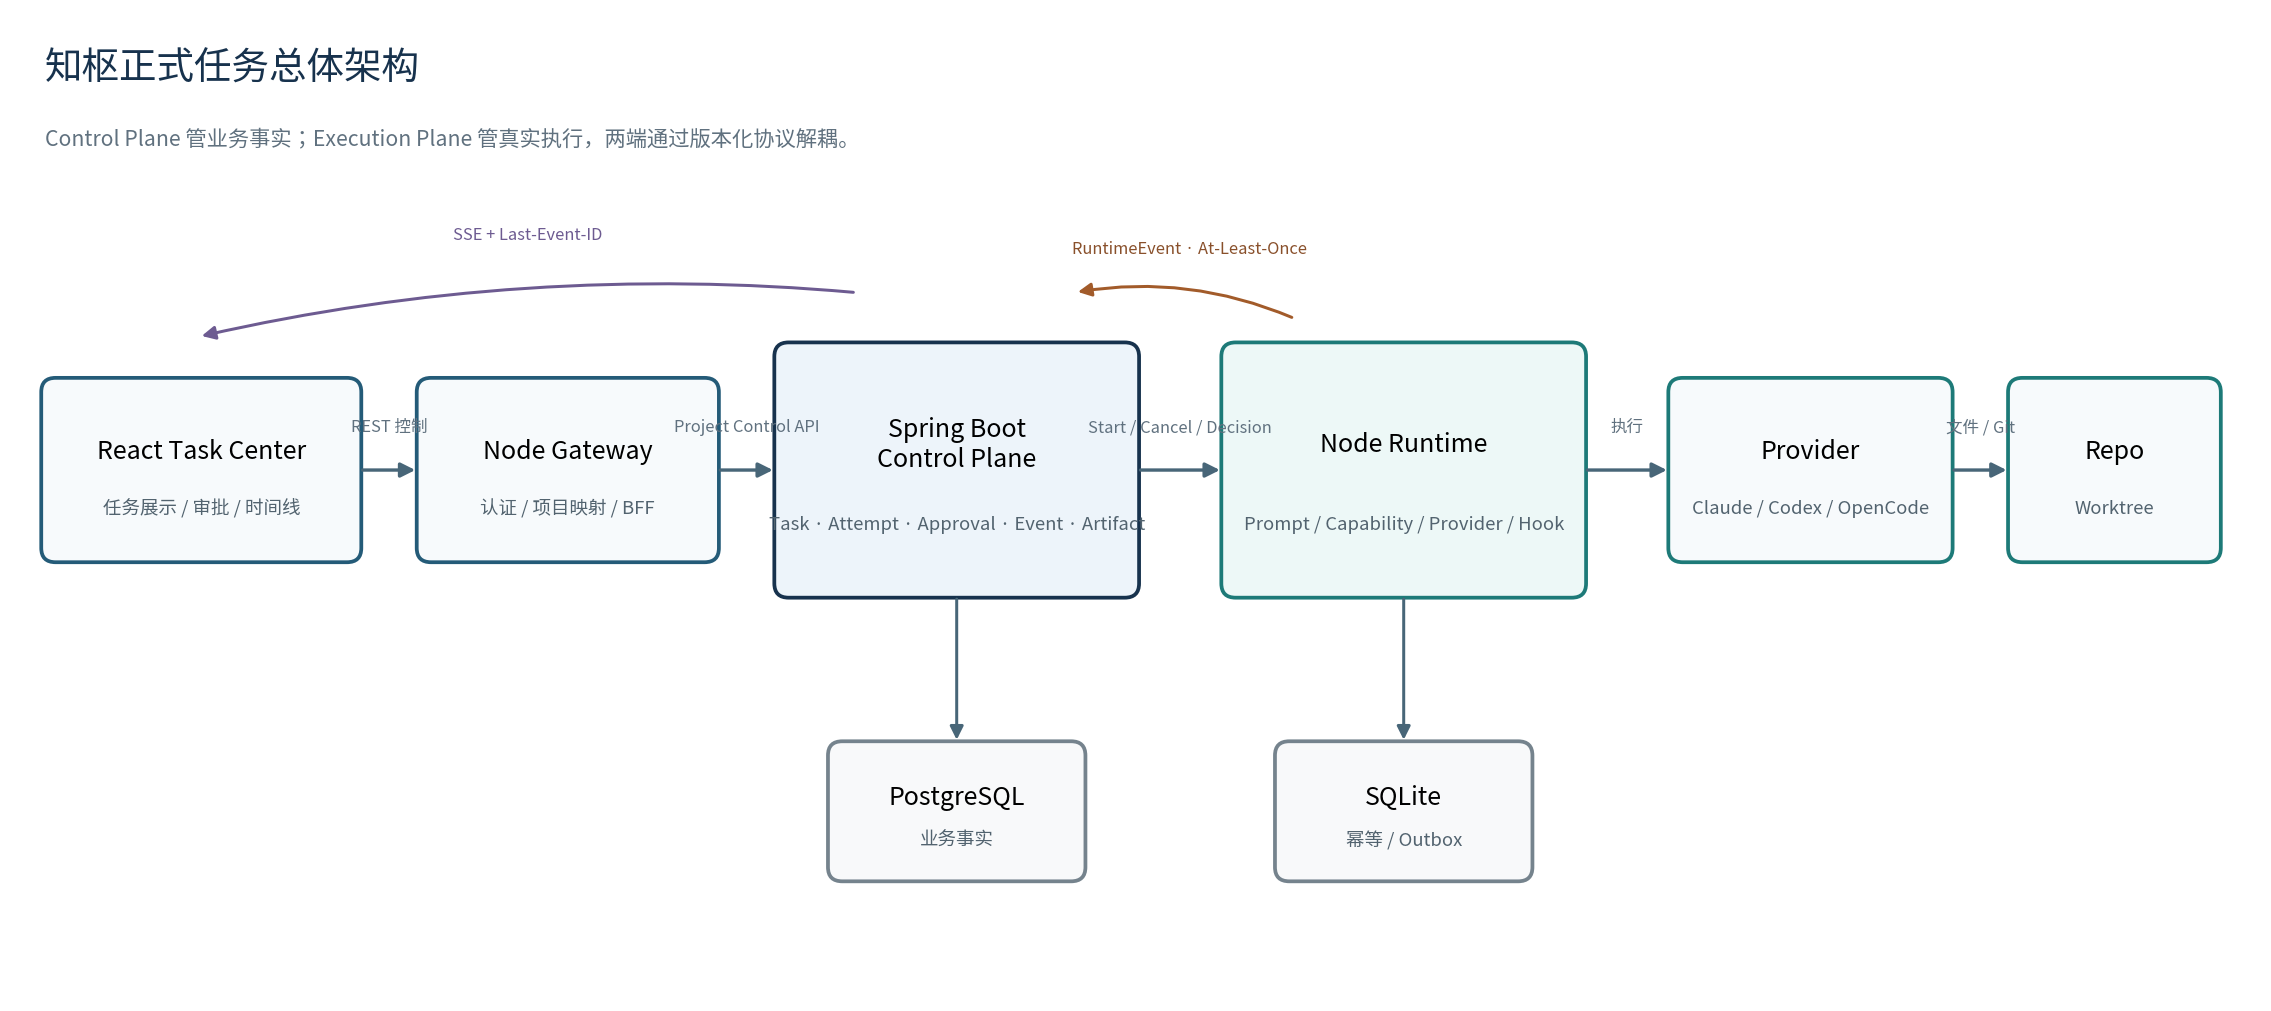 知枢正式任务总体架构
Control Plane 管业务事实；Execution Plane 管真实执行，两端通过版本化协议解耦。
SSE + Last-Event-ID
RuntimeEvent · At-Least-Once
React Task Center
任务展示 / 审批 / 时间线
REST 控制
Node Gateway
认证 / 项目映射 / BFF
Project Control API
Spring Boot
Control Plane
Task · Attempt · Approval · Event · Artifact
Start / Cancel / Decision
Node Runtime
Prompt / Capability / Provider / Hook
执行
Provider
Claude / Codex / OpenCode
文件 / Git
Repo
Worktree
PostgreSQL
业务事实
SQLite
幂等 / Outbox